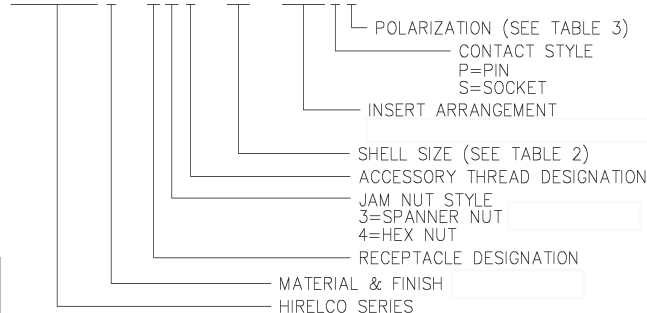 POLARIZATION (SEE TABLE 3)
CONTACT STYLE
P=PIN
S=SOCKET
INSERT ARRANGEMENT
SHELL SIZE (SEE TABLE 2)
ACCESSORY THREAD DESIGNATION
JAM NUT STYLE
3=SPANNER NUT
4=HEX NUT
RECEPTACLE DESIGNATION
MATERIAL & FINISH
HIRELCO SERIES